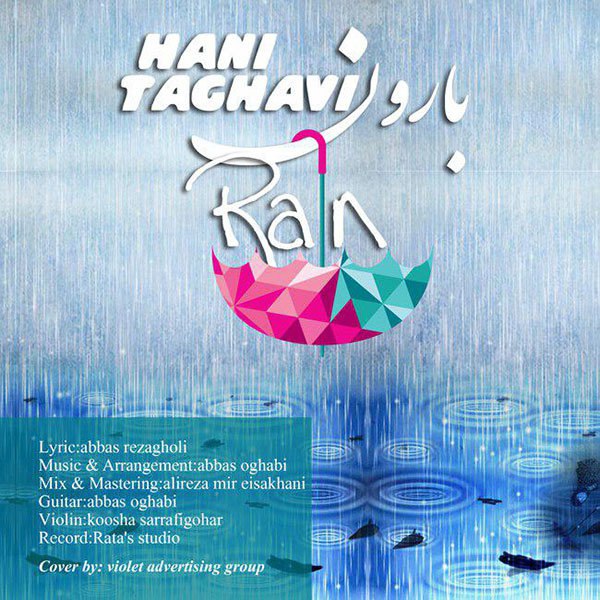 HANI
TAGHAVI
بارون
Rain
Lyric:abbas rezagholi
Music & Arrangement:abbas oghabi
Mix & Mastering:alireza mir eisakhani
Guitar:abbas oghabi
Violin:koosha sarrafigohar
Record:Rata's studio
Cover by: violet advertising group